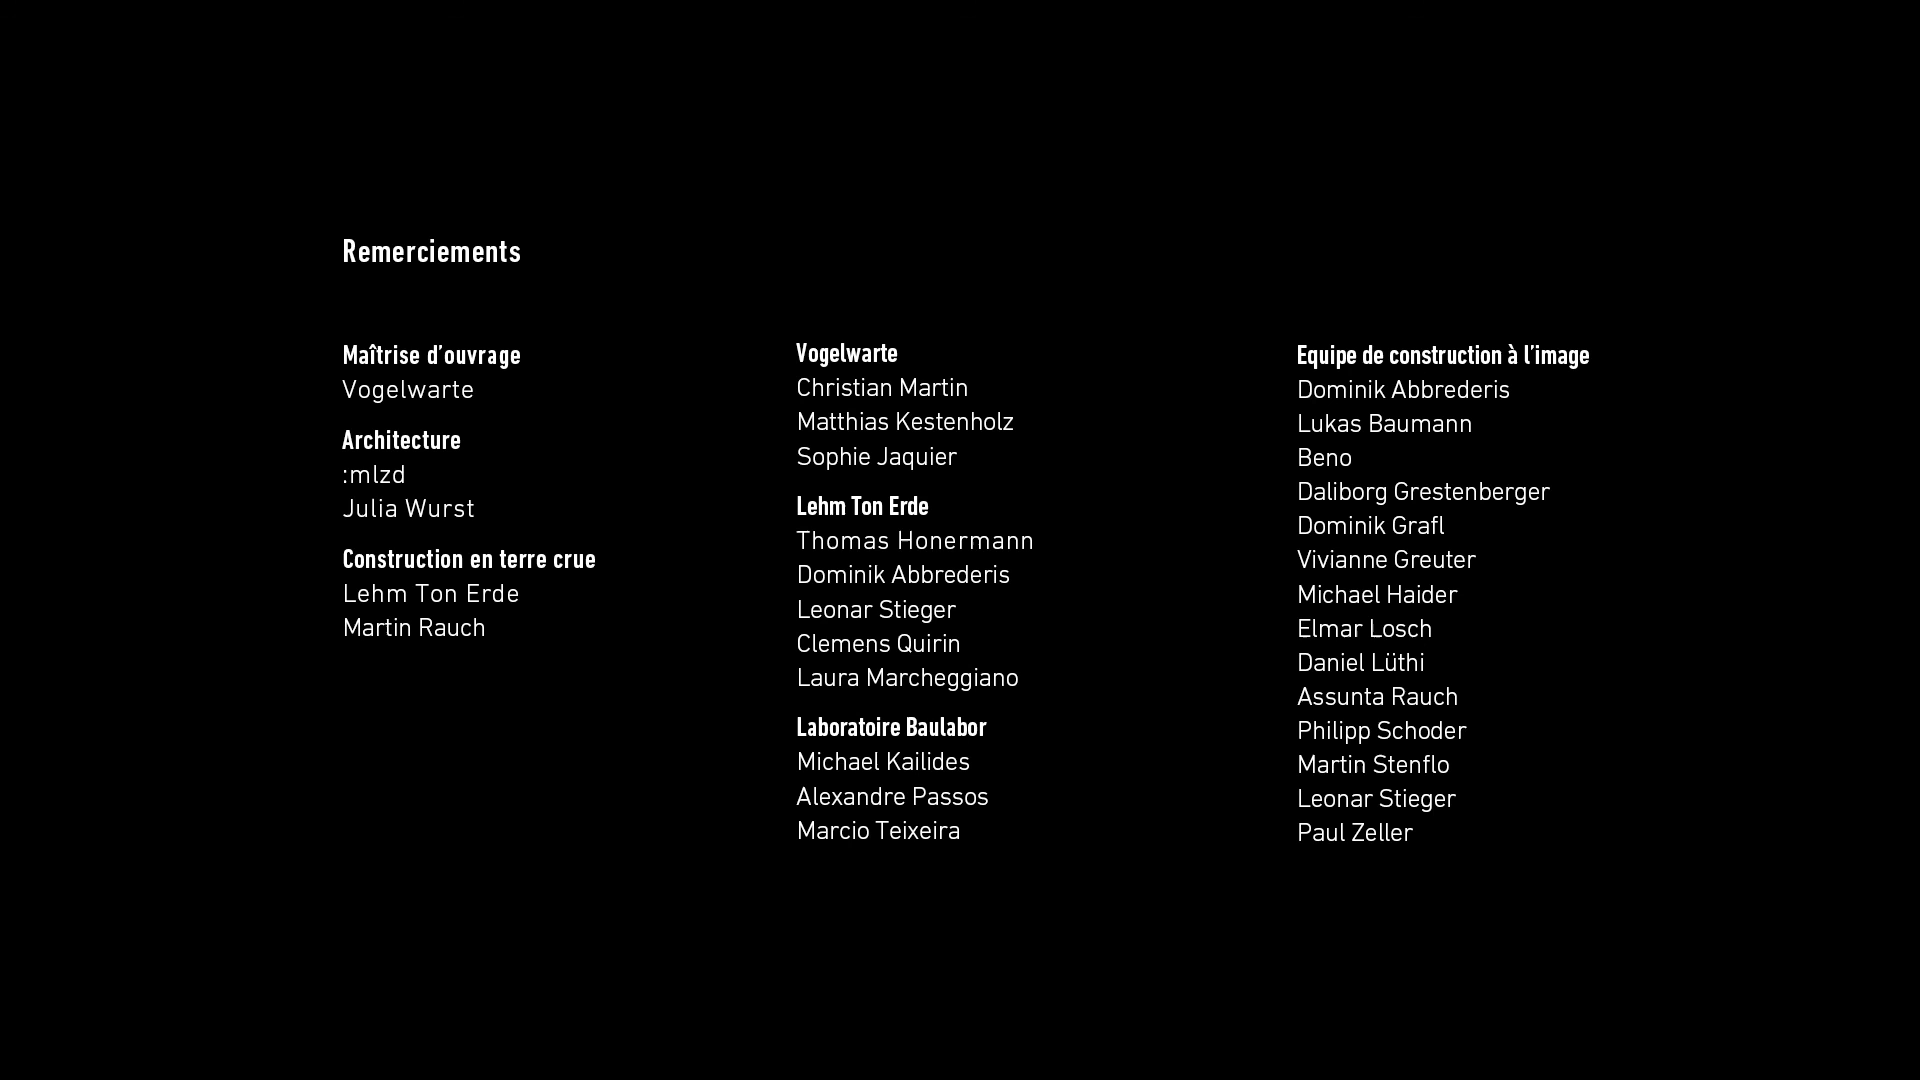 Remerciements
Maîtrise d’ouvrage
Vogelwarte
Architecture
:mlzd
Julia Wurst
Construction en terre crue
Lehm Ton Erde
Martin Rauch
Vogelwarte
Christian Martin
Matthias Kestenholz
Sophie Jaquier
Lehm Ton Erde
Thomas Honermann
Dominik Abbrederis
Leonar Stieger
Clemens Quirin
Laura Marcheggiano
Laboratoire Baulabor
Michael Kailides
Alexandre Passos
Marcio Teixeira
Equipe de construction à l’image
Dominik Abbrederis
Lukas Baumann
Beno
Daliborg Grestenberger
Dominik Grafl
Vivianne Greuter
Michael Haider
Elmar Losch
Daniel Lüthi
Assunta Rauch
Philipp Schoder
Martin Stenflo
Leonar Stieger
Paul Zeller